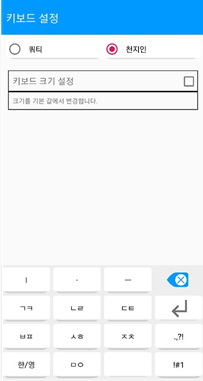 키보드 설정
쿼티 천지인
키보드 크기 설정
크기를 기본 값에서 변경합니다.
ㅣ · ㅡ
ㄱㅋ ㄴㄹ ㄷㅌ
ㅂㅍ ㅅㅎ ㅈㅊ .,?!
한/영 ㅁㅇ !#1